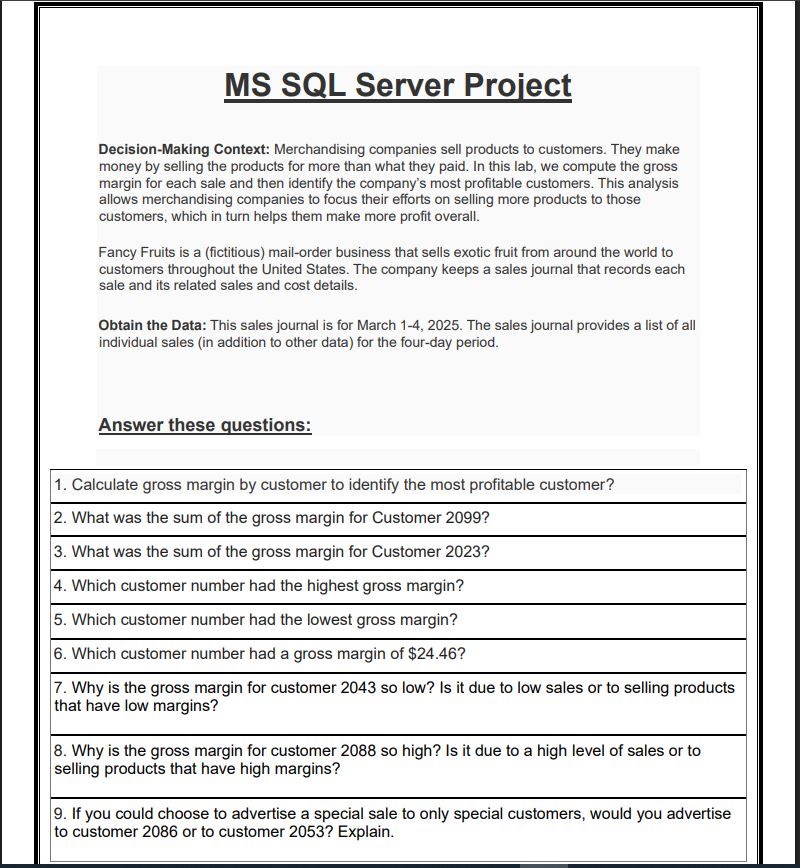 MS SQL Server Project
Decision-Making Context: Merchandising companies sell products to customers. They make
money by selling the products for more than what they paid. In this lab, we compute the gross
margin for each sale and then identify the company's most profitable customers. This analysis
allows merchandising companies to focus their efforts on selling more products to those
customers, which in turn helps them make more profit overall.
Fancy Fruits is a (fictitious) mail-order business that sells exotic fruit from around the world to
customers throughout the United States. The company keeps a sales journal that records each
sale and its related sales and cost details.
Obtain the Data: This sales journal is for March 1-4, 2025. The sales journal provides a list of all
individual sales (in addition to other data) for the four-day period.
Answer these questions:
1. Calculate gross margin by customer to identify the most profitable customer?
2. What was the sum of the gross margin for Customer 2099?
3. What was the sum of the gross margin for Customer 2023?
4. Which customer number had the highest gross margin?
5. Which customer number had the lowest gross margin?
6. Which customer number had a gross margin of $24.46?
7. Why is the gross margin for customer 2043 so low? Is it due to low sales or to selling products
that have low margins?
8. Why is the gross margin for customer 2088 so high? Is it due to a high level of sales or to
selling products that have high margins?
9. If you could choose to advertise a special sale to only special customers, would you advertise
to customer 2086 or to customer 2053? Explain.